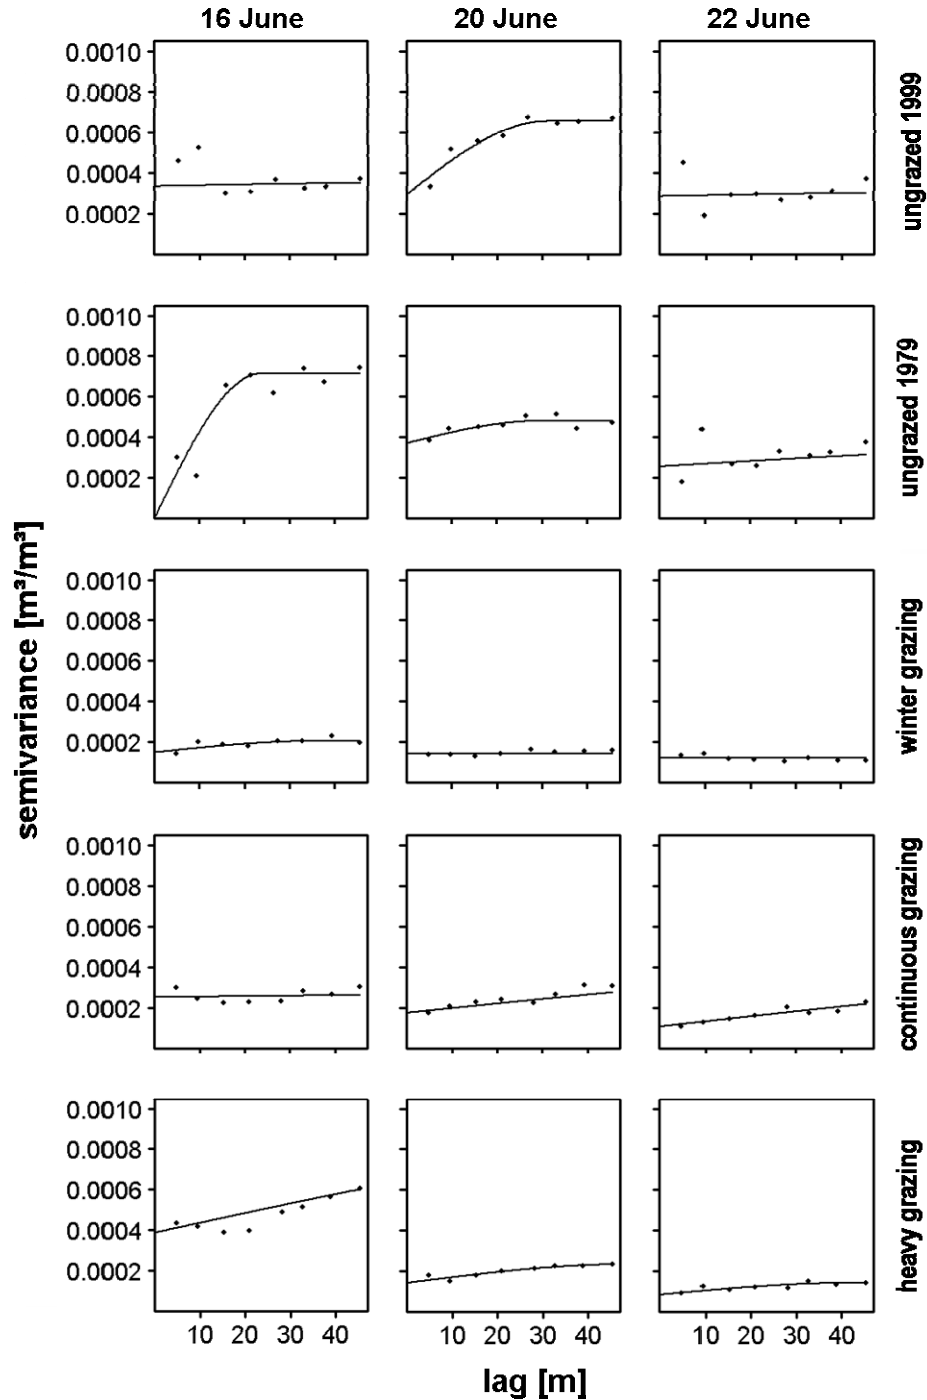 16 June 20 June 22 June
0.0010
0.0008
0.0006
0.0004
0.0002
ungrazed 1999
0.0010
0.0008
0.0006
0.0004
0.0002
ungrazed 1979
0.0010
0.0008
0.0006
0.0004
0.0002
winter grazing
0.0010
0.0008
0.0006
0.0004
0.0002
continuous grazing
0.0010
0.0008
0.0006
0.0004
0.0002
heavy grazing
semivariance [m³/m³]
10 20 30 40 10 20 30 40 10 20 30 40
lag [m]